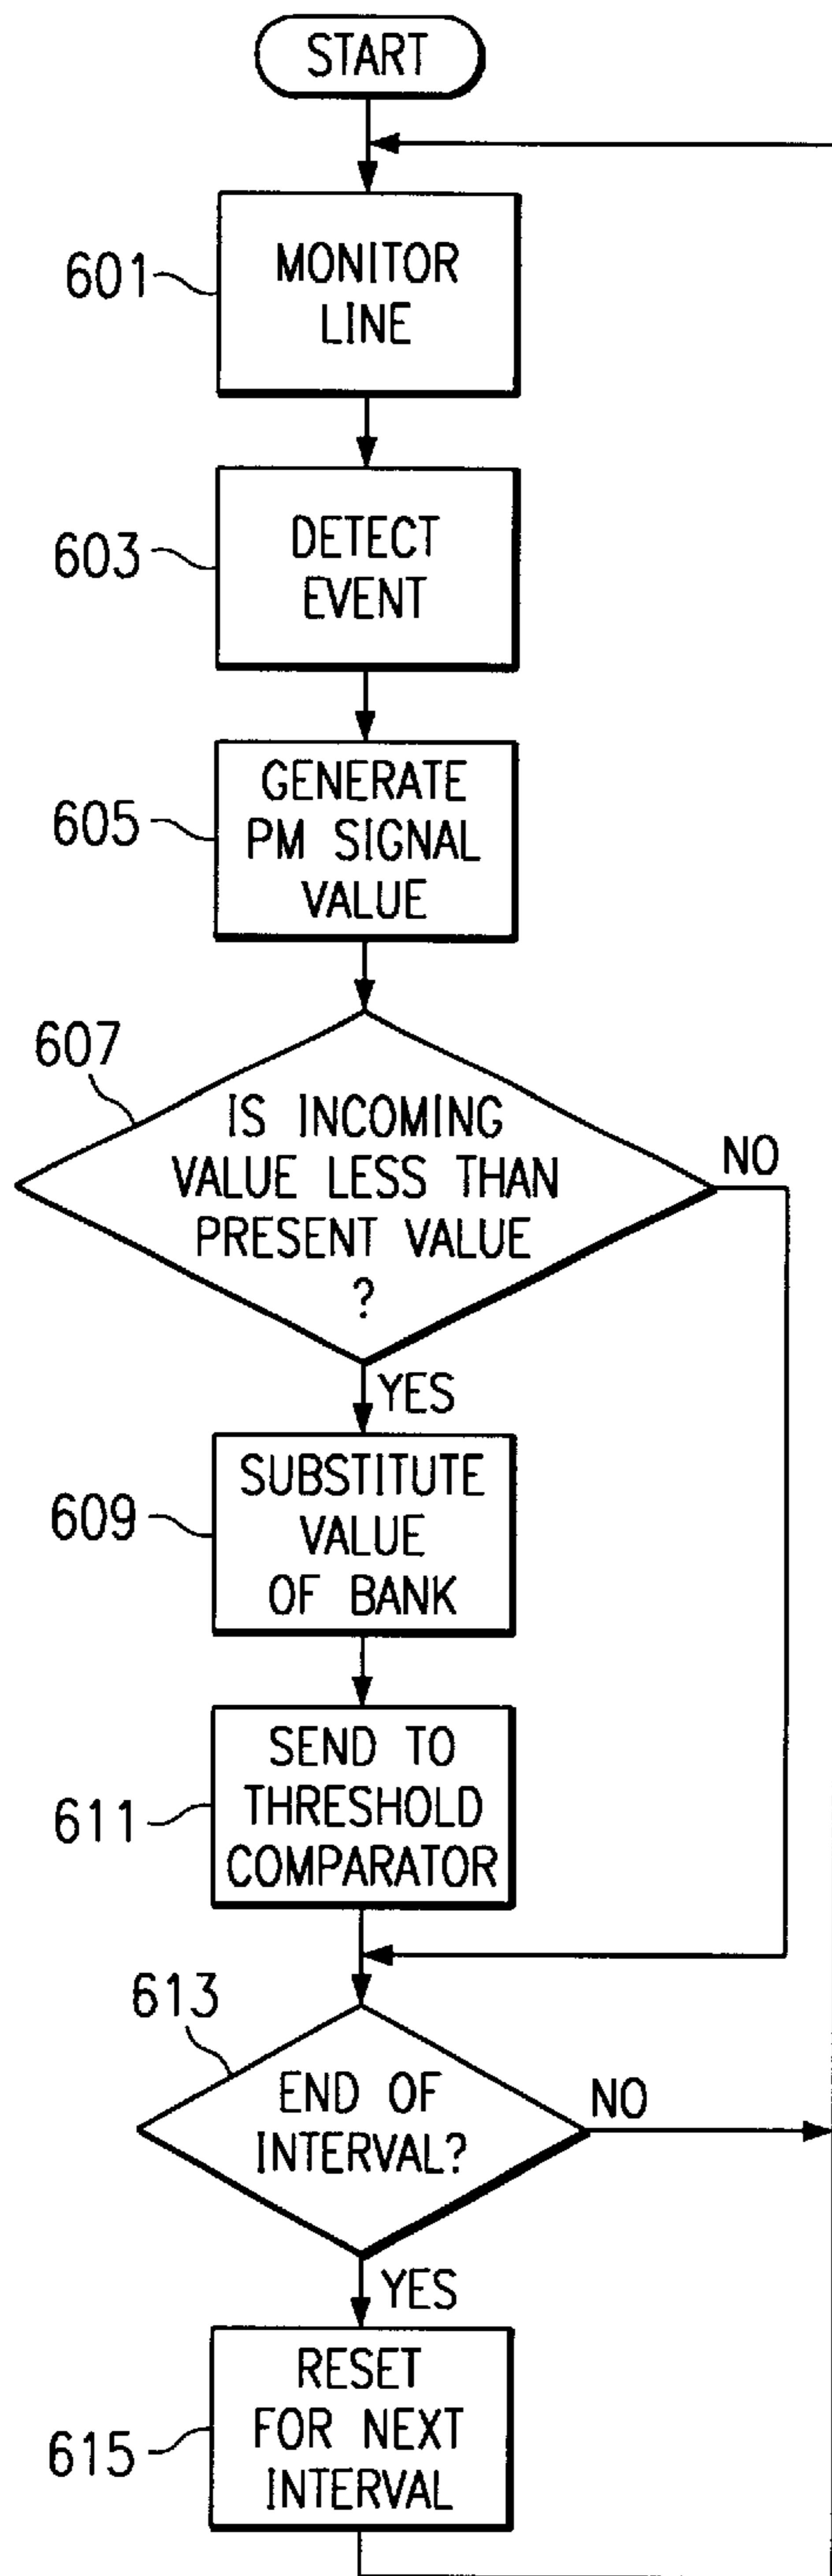 START
601
MONITOR
LINE
603
DETECT
EVENT
605
GENERATE
PM SIGNAL
VALUE
607
IS INCOMING
VALUE LESS THAN
PRESENT VALUE
?
NO
YES
609
SUBSTITUTE
VALUE
OF BANK
611
SEND TO
THRESHOLD
COMPARATOR
613
END OF
INTERVAL?
NO
YES
615
RESET
FOR NEXT
INTERVAL